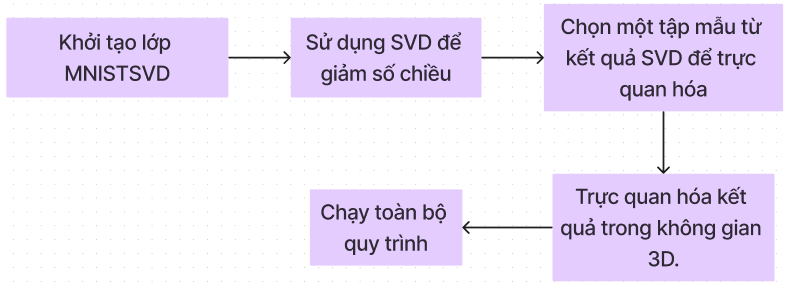 Khởi tạo lớp
MNISTSVD
Sử dụng SVD để
giảm số chiều
Chọn một tập mẫu từ
kết quả SVD để trực
quan hóa
Trực quan hóa kết
quả trong không gian
3D.
Chạy toàn bộ
quy trình